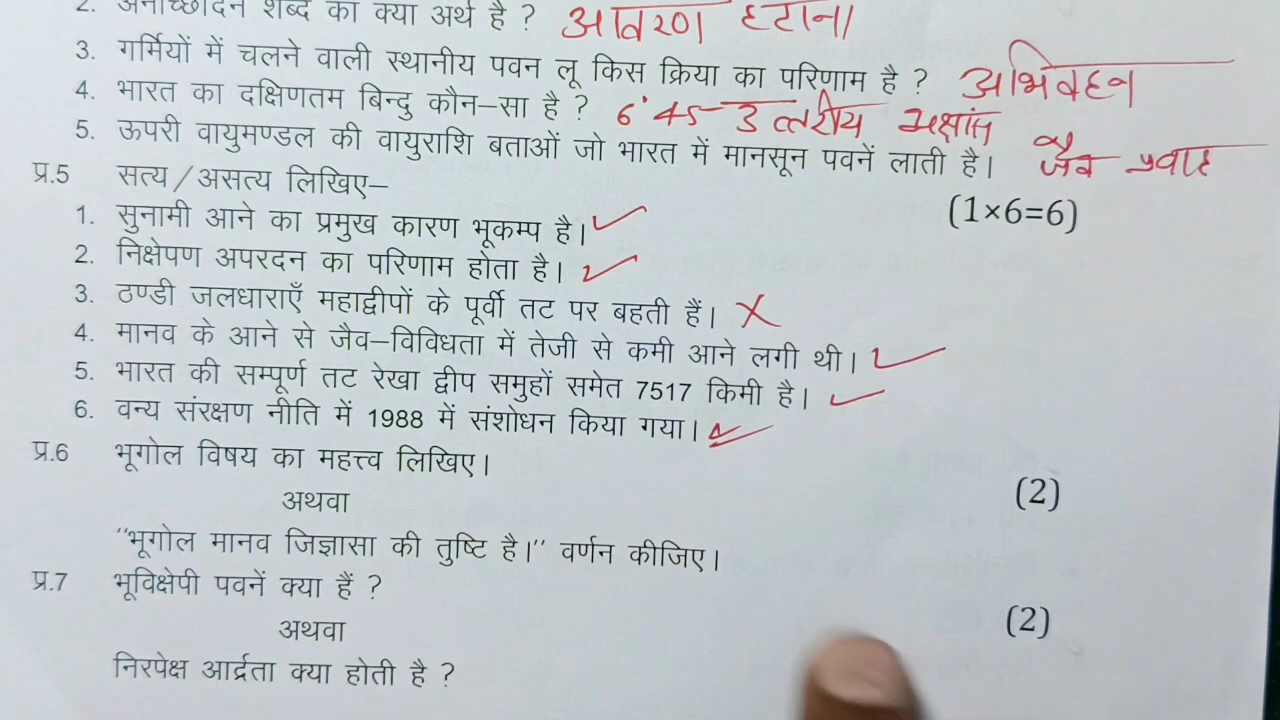 2. अनाच्छादन शब्द का क्या अर्थ है ? आवरण हटाना
3. गर्मियों में चलने वाली स्थानीय पवन लू किस क्रिया का परिणाम है ? अभिवहन
4. भारत का दक्षिणतम बिन्दु कौन–सा है ? 6°45 उत्तरीय अक्षांस
5. ऊपरी वायुमण्डल की वायुराशि बताओं जो भारत में मानसून पवनें लाती है। प्रवाह
प्र.5 सत्य / असत्य लिखिए–
(1×6=6)
1. सुनामी आने का प्रमुख कारण भूकम्प है। ✓
2. निक्षेपण अपरदन का परिणाम होता है। ✓
3. ठण्डी जलधाराएँ महाद्वीपों के पूर्वी तट पर बहती हैं। X
4. मानव के आने से जैव–विविधता में तेजी से कमी आने लगी थी। ✓
5. भारत की सम्पूर्ण तट रेखा द्वीप समुहों समेत 7517 किमी है। ✓
6. वन्य संरक्षण नीति में 1988 में संशोधन किया गया। ✓
प्र.6 भूगोल विषय का महत्त्व लिखिए।
(2)
अथवा
"भूगोल मानव जिज्ञासा की तुष्टि है।" वर्णन कीजिए।
प्र.7 भूविक्षेपी पवनें क्या हैं ?
(2)
अथवा
निरपेक्ष आर्द्रता क्या होती है ?